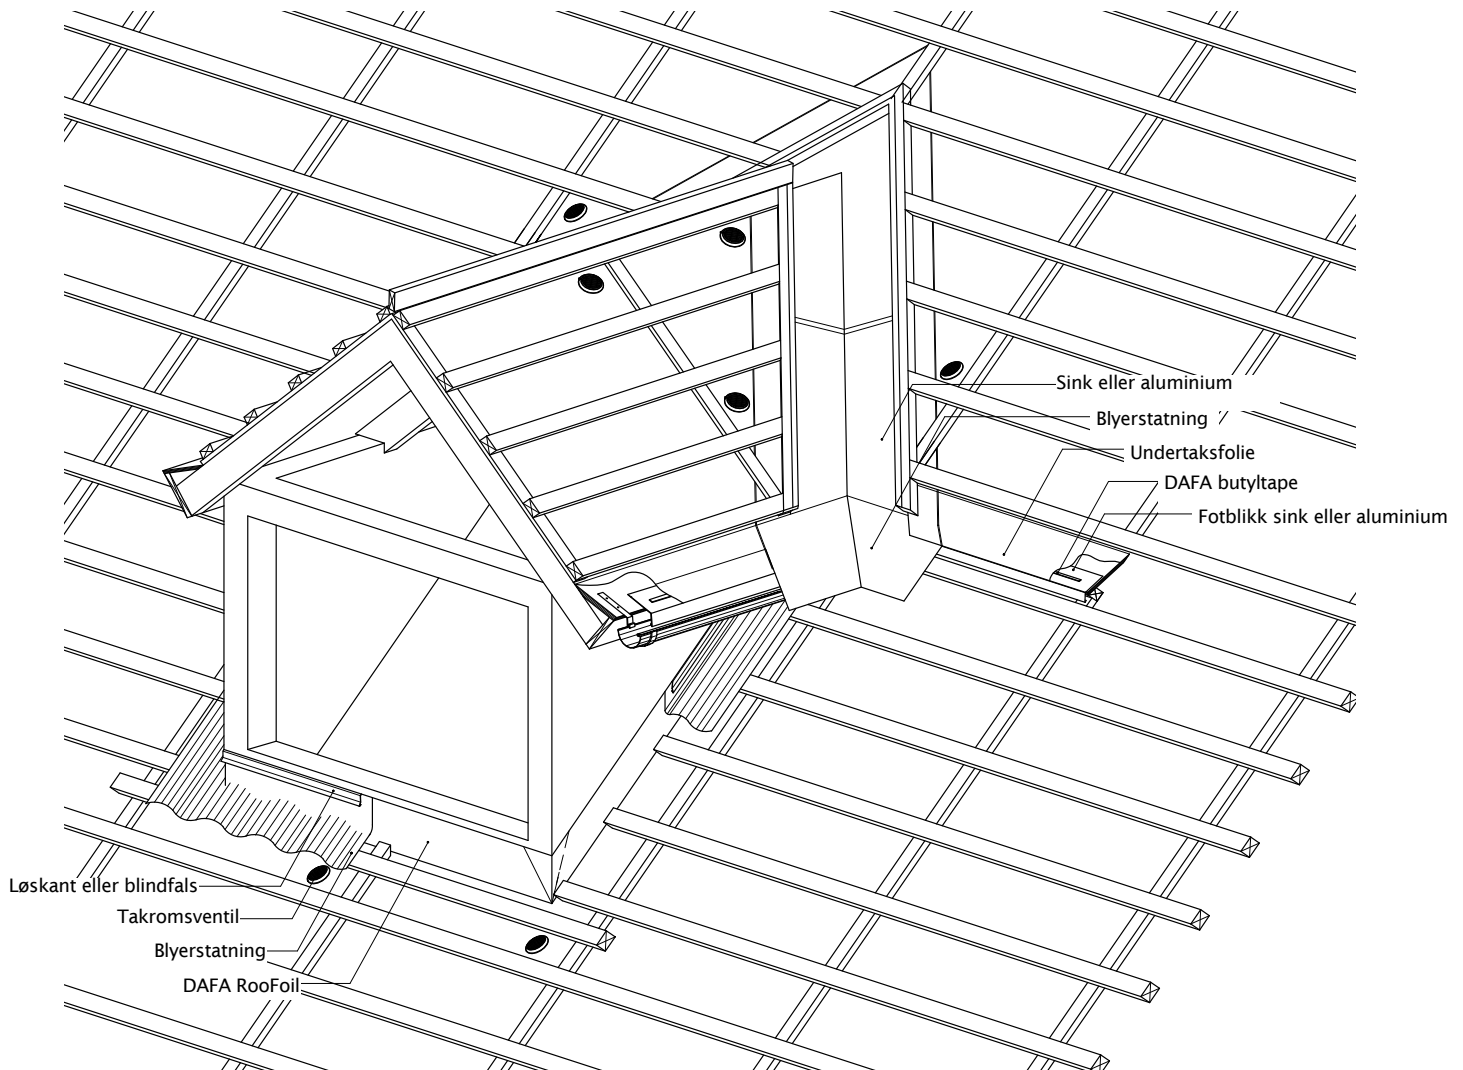 Sink eller aluminium
Blyerstatning
Undertaksfolie
DAFA butyltape
Fotblikk sink eller aluminium
Løskant eller blindfals
Takromsventil
Blyerstatning
DAFA RooFoil